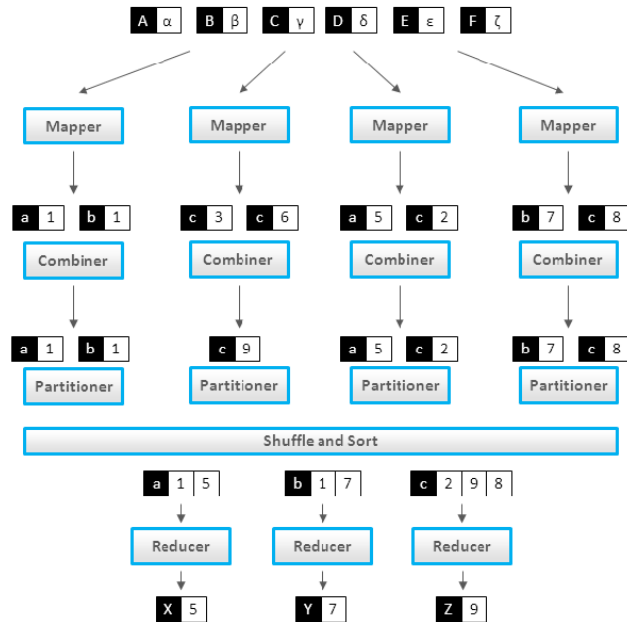 A α B β C γ D δ E ε F ζ
Mapper Mapper Mapper Mapper
a 1 b 1 c 3 c 6 a 5 c 2 b 7 c 8
Combiner Combiner Combiner Combiner
a 1 b 1 c 9 a 5 c 2 b 7 c 8
Partitioner Partitioner Partitioner Partitioner
Shuffle and Sort
a 1 5 b 1 7 c 2 9 8
Reducer Reducer Reducer
X 5 Y 7 Z 9